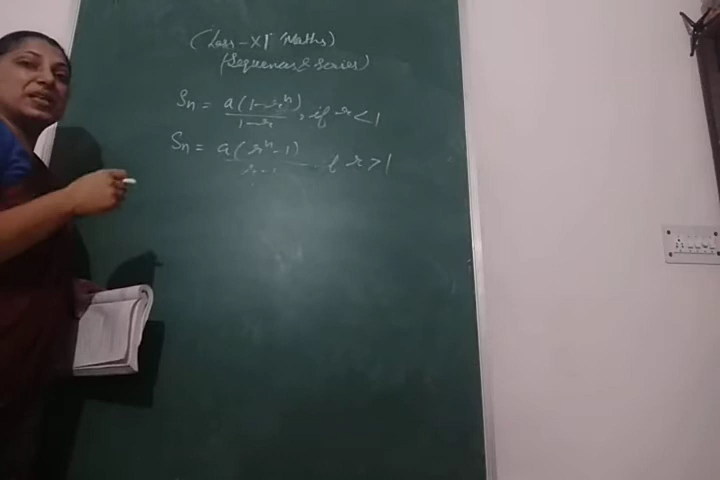 (Class-XI Maths)
(Sequences & Series)
Sn = a(1-r^n)/1-r, if r < 1
Sn = a(r^n-1)/r-1 if r > 1